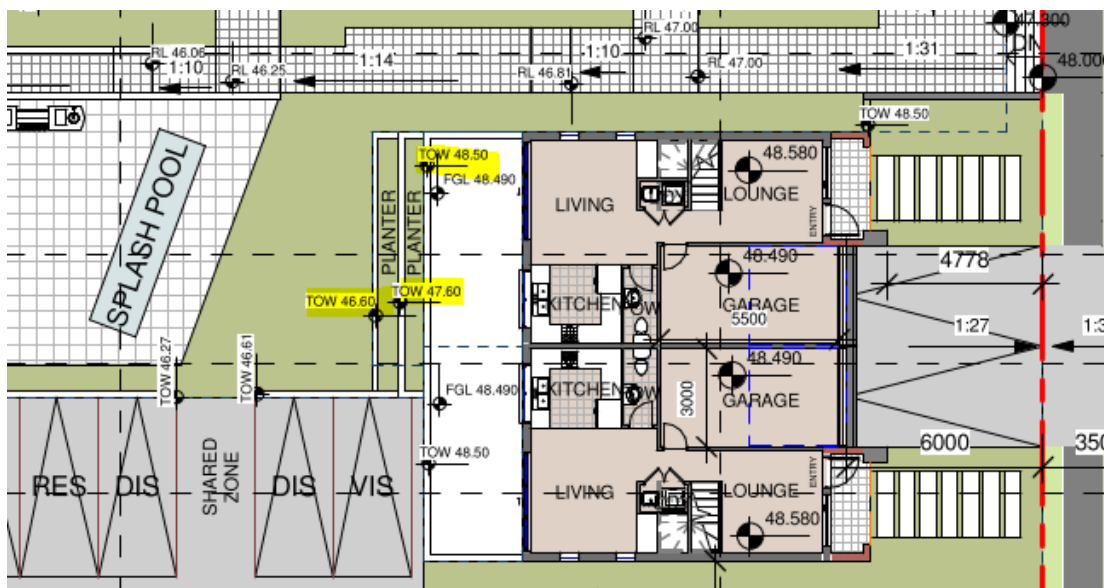 47.300
RL 47.00
RL 46.06
1:10
1:31
1:14
1:10
RL 46.25
RL 46.81
RL 47.00
48.000
TOW 48.50
TOW 48.50
48.580
FGL 48.490
LOUNGE
LIVING
ENTRY
SPLASH POOL
PLANTER
PLANTER
48.490
4778
TOW 47.60
TOW 46.60
KITCHEN
GARAGE
5500
1:27
TOW 46.27
TOW 46.61
48.490
FGL 48.490
KITCHEN
GARAGE
3000
6000
TOW 48.50
RES
DIS
SHARED
ZONE
DIS
VIS
LIVING
LOUNGE
ENTRY
48.580